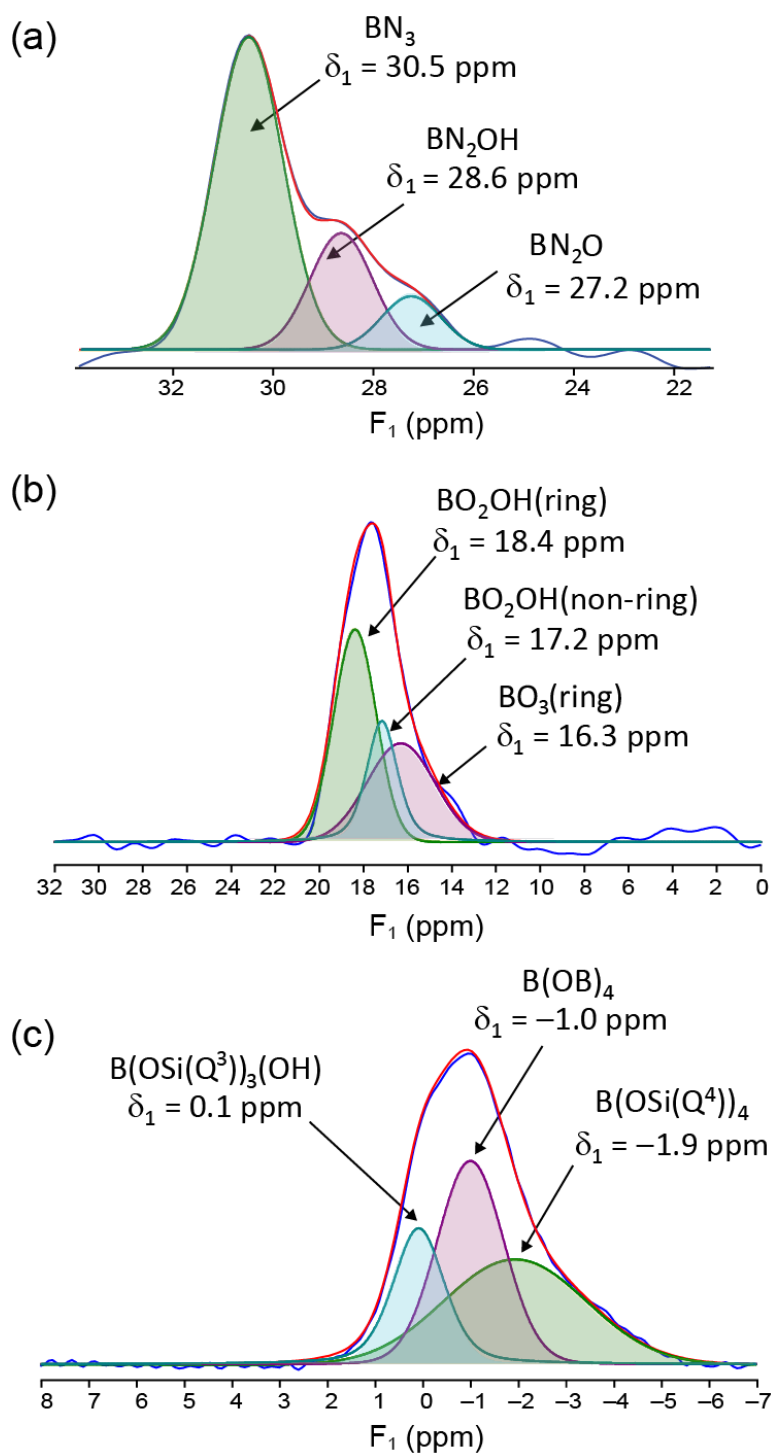 (a)
BN₃
δ₁ = 30.5 ppm
BN₂OH
δ₁ = 28.6 ppm
BN₂O
δ₁ = 27.2 ppm
32 30 28 26 24 22
F₁ (ppm)
(b)
BO₂OH(ring)
δ₁ = 18.4 ppm
BO₂OH(non-ring)
δ₁ = 17.2 ppm
BO₃(ring)
δ₁ = 16.3 ppm
32 30 28 26 24 22 20 18 16 14 12 10 8 6 4 2 0
F₁ (ppm)
(c)
B(OB)₄
δ₁ = −1.0 ppm
B(OSi(Q³))₃(OH)
δ₁ = 0.1 ppm
B(OSi(Q⁴))₄
δ₁ = −1.9 ppm
8 7 6 5 4 3 2 1 0 −1 −2 −3 −4 −5 −6 −7
F₁ (ppm)